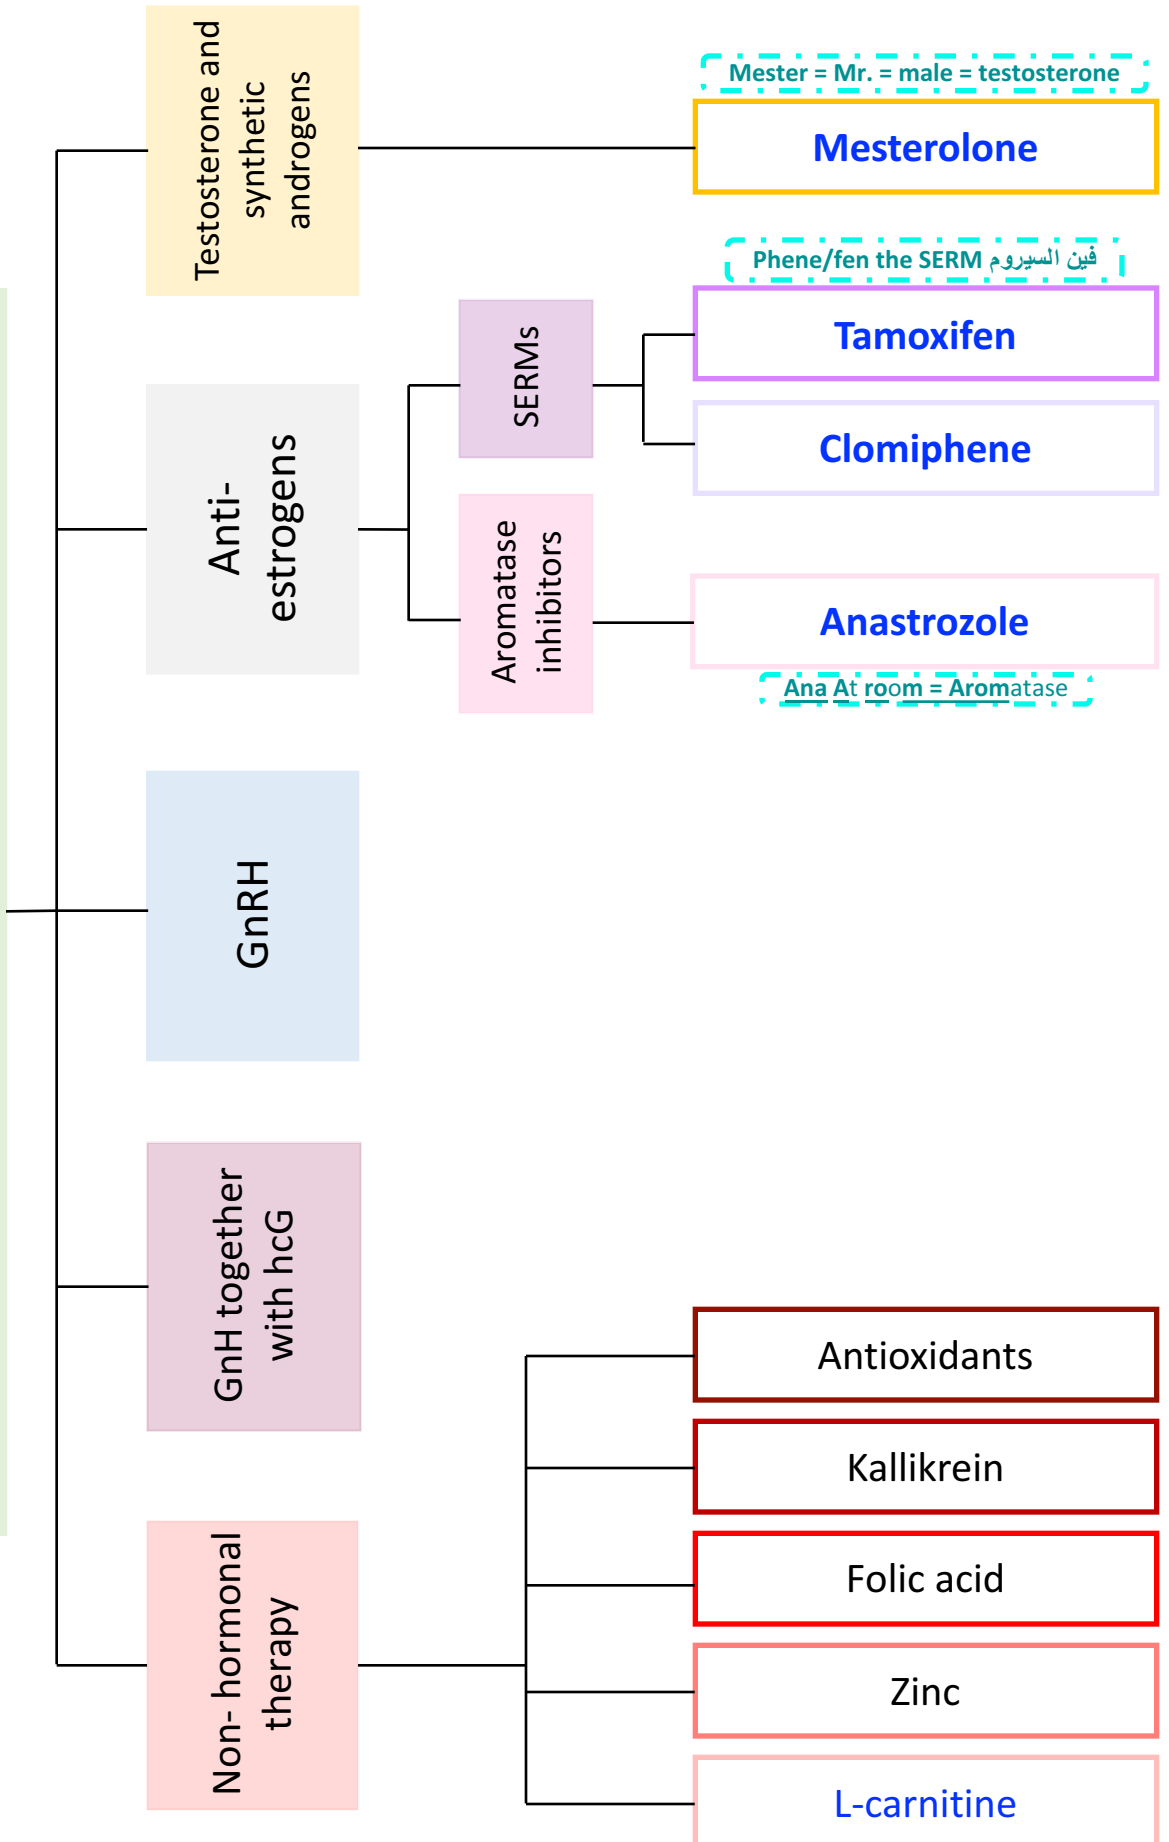 Testosterone and
synthetic
androgens
Mester = Mr. = male = testosterone
Mesterolone
Anti-
estrogens
SERMs
Phene/fen the SERM فين السيروم
Tamoxifen
Clomiphene
Aromatase
inhibitors
Anastrozole
Ana At room = Aromatase
GnRH
GnH together
with hcG
Non- hormonal
therapy
Antioxidants
Kallikrein
Folic acid
Zinc
L-carnitine